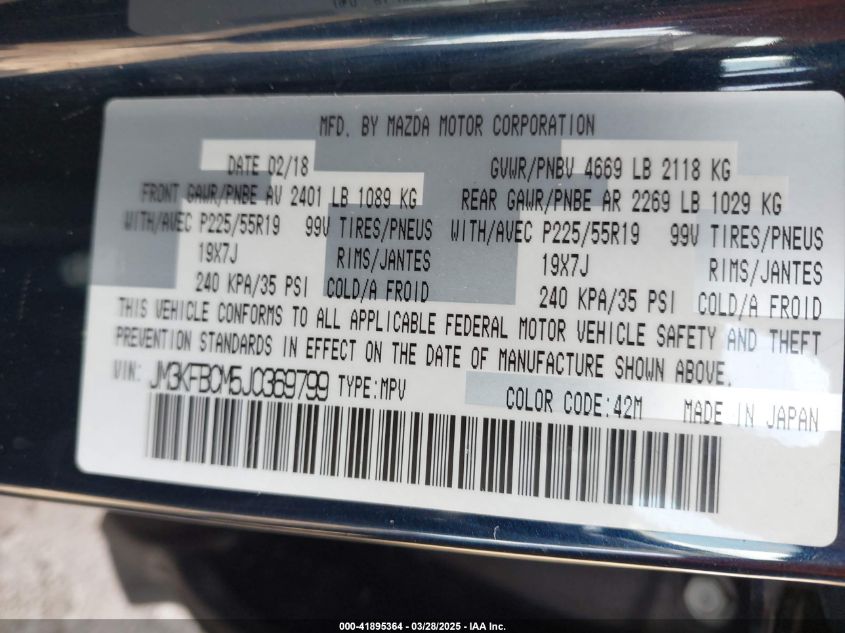 MFD. BY MAZDA MOTOR CORPORATION
DATE 02/18 GVWR/PNBV 4669 LB 2118 KG
FRONT GAWR/PNBE AV 2401 LB 1089 KG REAR GAWR/PNBE AR 2269 LB 1029 KG
WITH/AVEC P225/55R19 99V TIRES/PNEUS WITH/AVEC P225/55R19 99V TIRES/PNEUS
19X7J RIMS/JANTES 19X7J RIMS/JANTES
240 KPA/35 PSI COLD/A FROID 240 KPA/35 PSI COLD/A FROID
THIS VEHICLE CONFORMS TO ALL APPLICABLE FEDERAL MOTOR VEHICLE SAFETY AND THEFT
PREVENTION STANDARDS IN EFFECT ON THE DATE OF MANUFACTURE SHOWN ABOVE.
VIN: JM3KFBCM5J0369799 TYPE:MPV COLOR CODE:42M MADE IN JAPAN
000-41895364 | 03/28/2025 - IAA Inc.